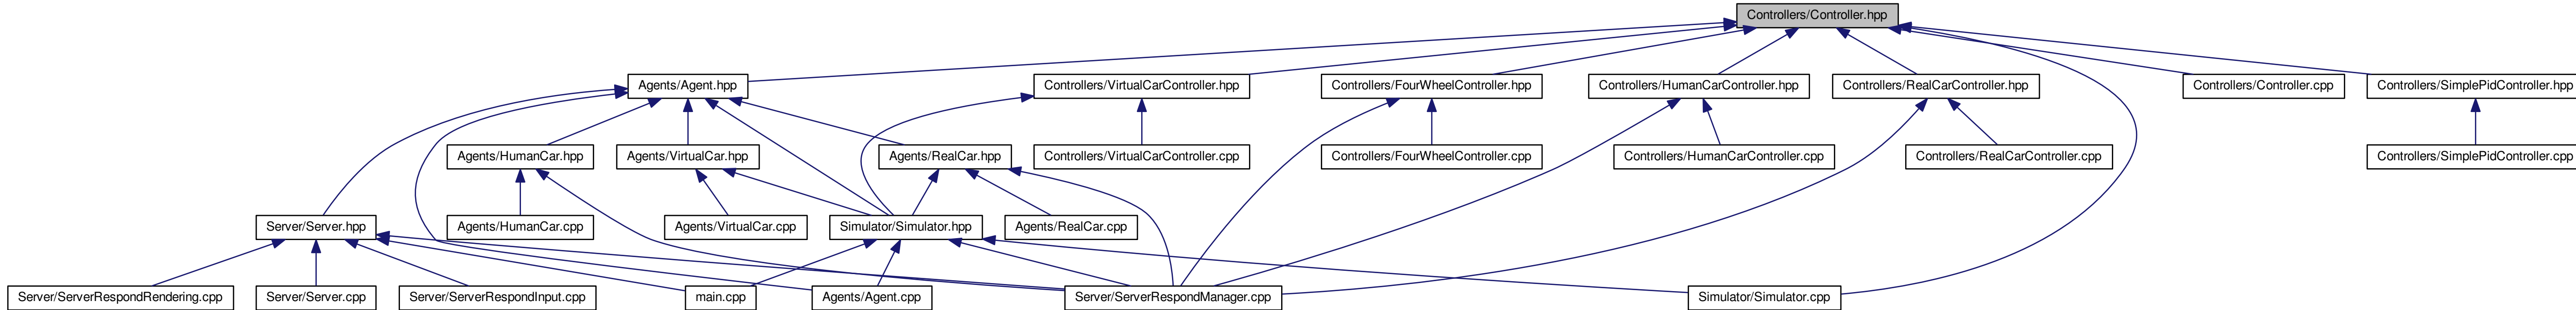 Controllers/Controller.hpp
Agents/Agent.hpp
Controllers/VirtualCarController.hpp
Controllers/FourWheelController.hpp
Controllers/HumanCarController.hpp
Controllers/RealCarController.hpp
Controllers/Controller.cpp
Controllers/SimplePidController.hpp
Agents/HumanCar.hpp
Agents/VirtualCar.hpp
Agents/RealCar.hpp
Controllers/VirtualCarController.cpp
Controllers/FourWheelController.cpp
Controllers/HumanCarController.cpp
Controllers/RealCarController.cpp
Controllers/SimplePidController.cpp
Server/Server.hpp
Agents/HumanCar.cpp
Agents/VirtualCar.cpp
Simulator/Simulator.hpp
Agents/RealCar.cpp
Server/ServerRespondRendering.cpp
Server/Server.cpp
Server/ServerRespondInput.cpp
main.cpp
Agents/Agent.cpp
Server/ServerRespondManager.cpp
Simulator/Simulator.cpp